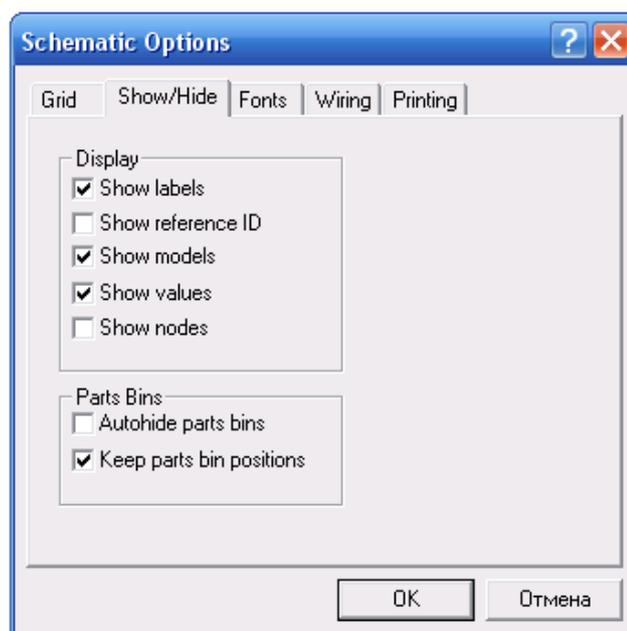 Schematic Options
Grid Show/Hide Fonts Wiring Printing
Display
Show labels
Show reference ID
Show models
Show values
Show nodes
Parts Bins
Autohide parts bins
Keep parts bin positions
OK Отмена